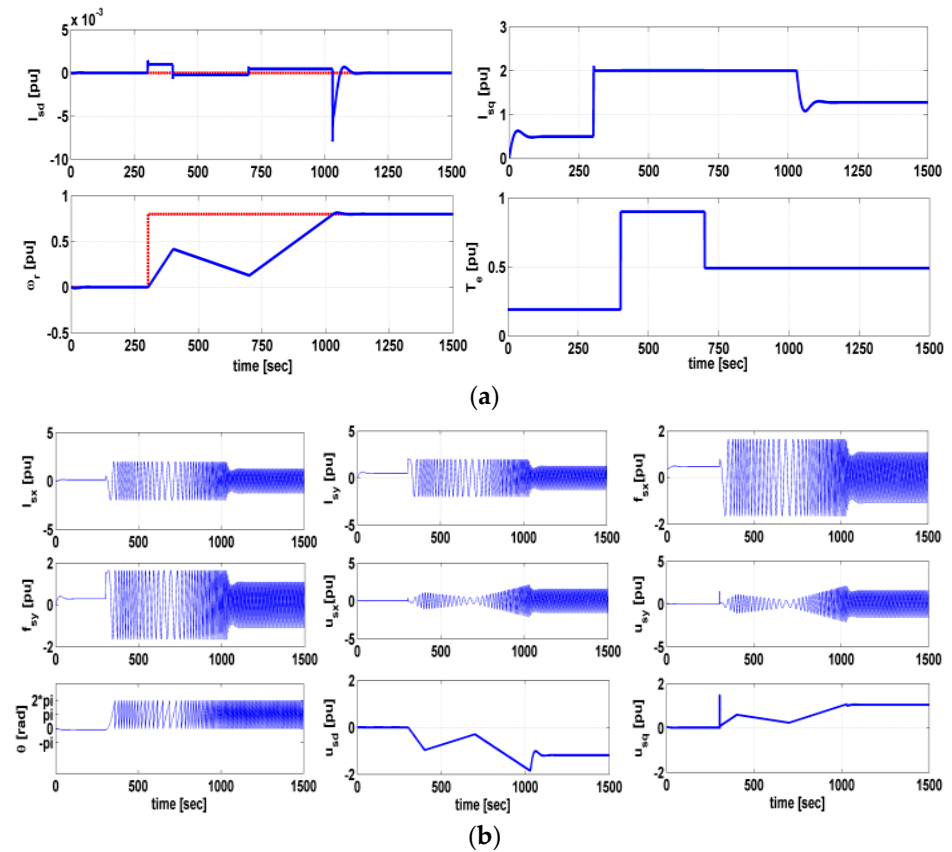 x 10⁻³
5
0
-5
-10
I_sd [pu]
0 250 500 750 1000 1250 1500
3
2
1
0
I_sq [pu]
0 250 500 750 1000 1250 1500
1
0.5
0
-0.5
ω_r [pu]
0 250 500 750 1000 1250 1500
time [sec]
1
0.5
0
T_e [pu]
0 250 500 750 1000 1250 1500
time [sec]
(a)
5
0
-5
I_sx [pu]
0 500 1000 1500
5
0
-5
I_sy [pu]
0 500 1000 1500
2
0
-2
f_sx [pu]
0 500 1000 1500
2
0
-2
f_sy [pu]
0 500 1000 1500
5
0
-5
u_sx [pu]
0 500 1000 1500
5
0
-5
u_sy [pu]
0 500 1000 1500
2*pi
pi
0
-pi
θ [rad]
0 500 1000 1500
time [sec]
2
0
-2
u_sd [pu]
0 500 1000 1500
time [sec]
2
0
-2
u_sq [pu]
0 500 1000 1500
time [sec]
(b)